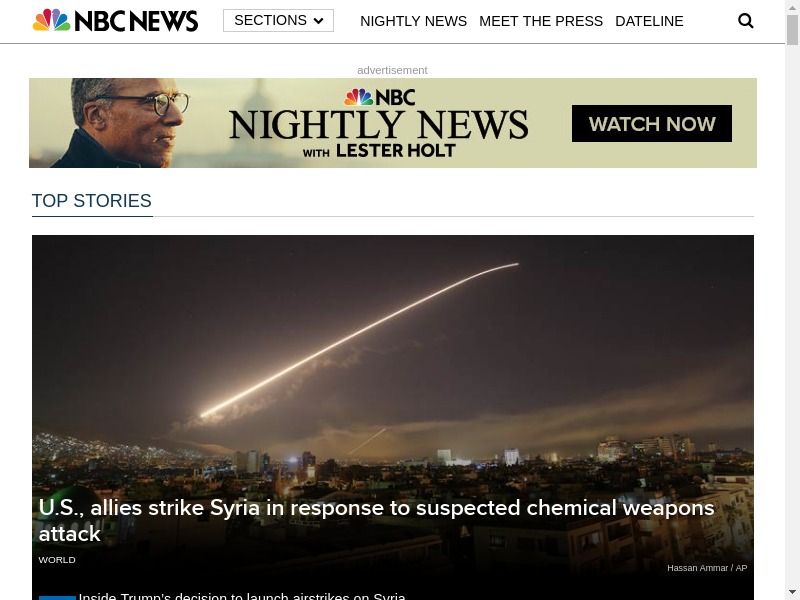 NBC NEWS SECTIONS NIGHTLY NEWS MEET THE PRESS DATELINE
advertisement
NBC
NIGHTLY NEWS
WITH LESTER HOLT
WATCH NOW
TOP STORIES
U.S., allies strike Syria in response to suspected chemical weapons
attack
WORLD
Hassan Ammar / AP
Inside Trump's decision to launch airstrikes on Syria